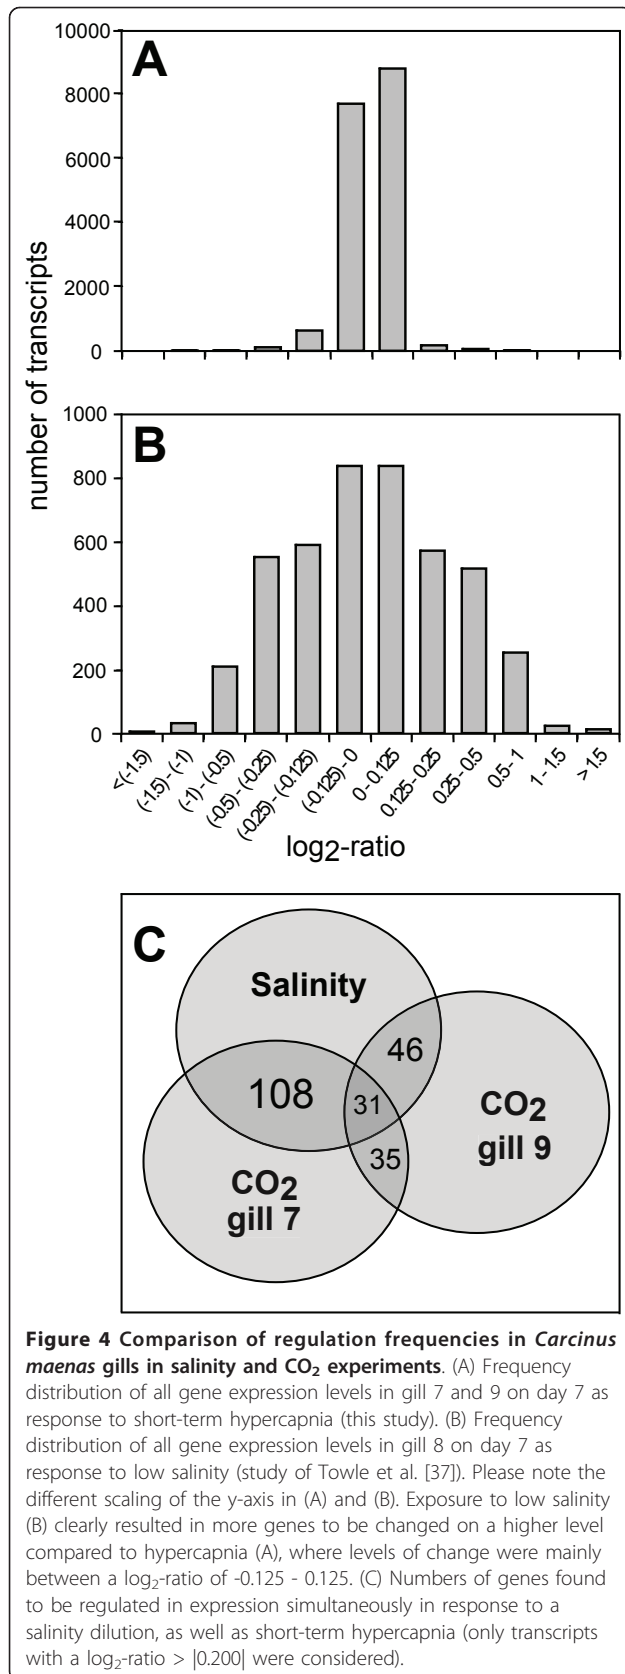 A
10000
8000
6000
4000
2000
0
number of transcripts
B
1000
800
600
400
200
0
<(-1.5)
(-1.5) - (-1)
(-1) - (-0.5)
(-0.5) - (-0.25)
(-0.25) - (-0.125)
(-0.125) - 0
0 - 0.125
0.125 - 0.25
0.25 - 0.5
0.5 - 1
1 - 1.5
> 1.5
log2-ratio
C
Salinity
46
108
31
CO2
gill 9
35
CO2
gill 7
Figure 4 Comparison of regulation frequencies in Carcinus
maenas gills in salinity and CO2 experiments. (A) Frequency
distribution of all gene expression levels in gill 7 and 9 on day 7 as
response to short-term hypercapnia (this study). (B) Frequency
distribution of all gene expression levels in gill 8 on day 7 as
response to low salinity (study of Towle et al. [37]). Please note the
different scaling of the y-axis in (A) and (B). Exposure to low salinity
(B) clearly resulted in more genes to be changed on a higher level
compared to hypercapnia (A), where levels of change were mainly
between a log2-ratio of -0.125 - 0.125. (C) Numbers of genes found
to be regulated in expression simultaneously in response to a
salinity dilution, as well as short-term hypercapnia (only transcripts
with a log2-ratio > |0.200| were considered).